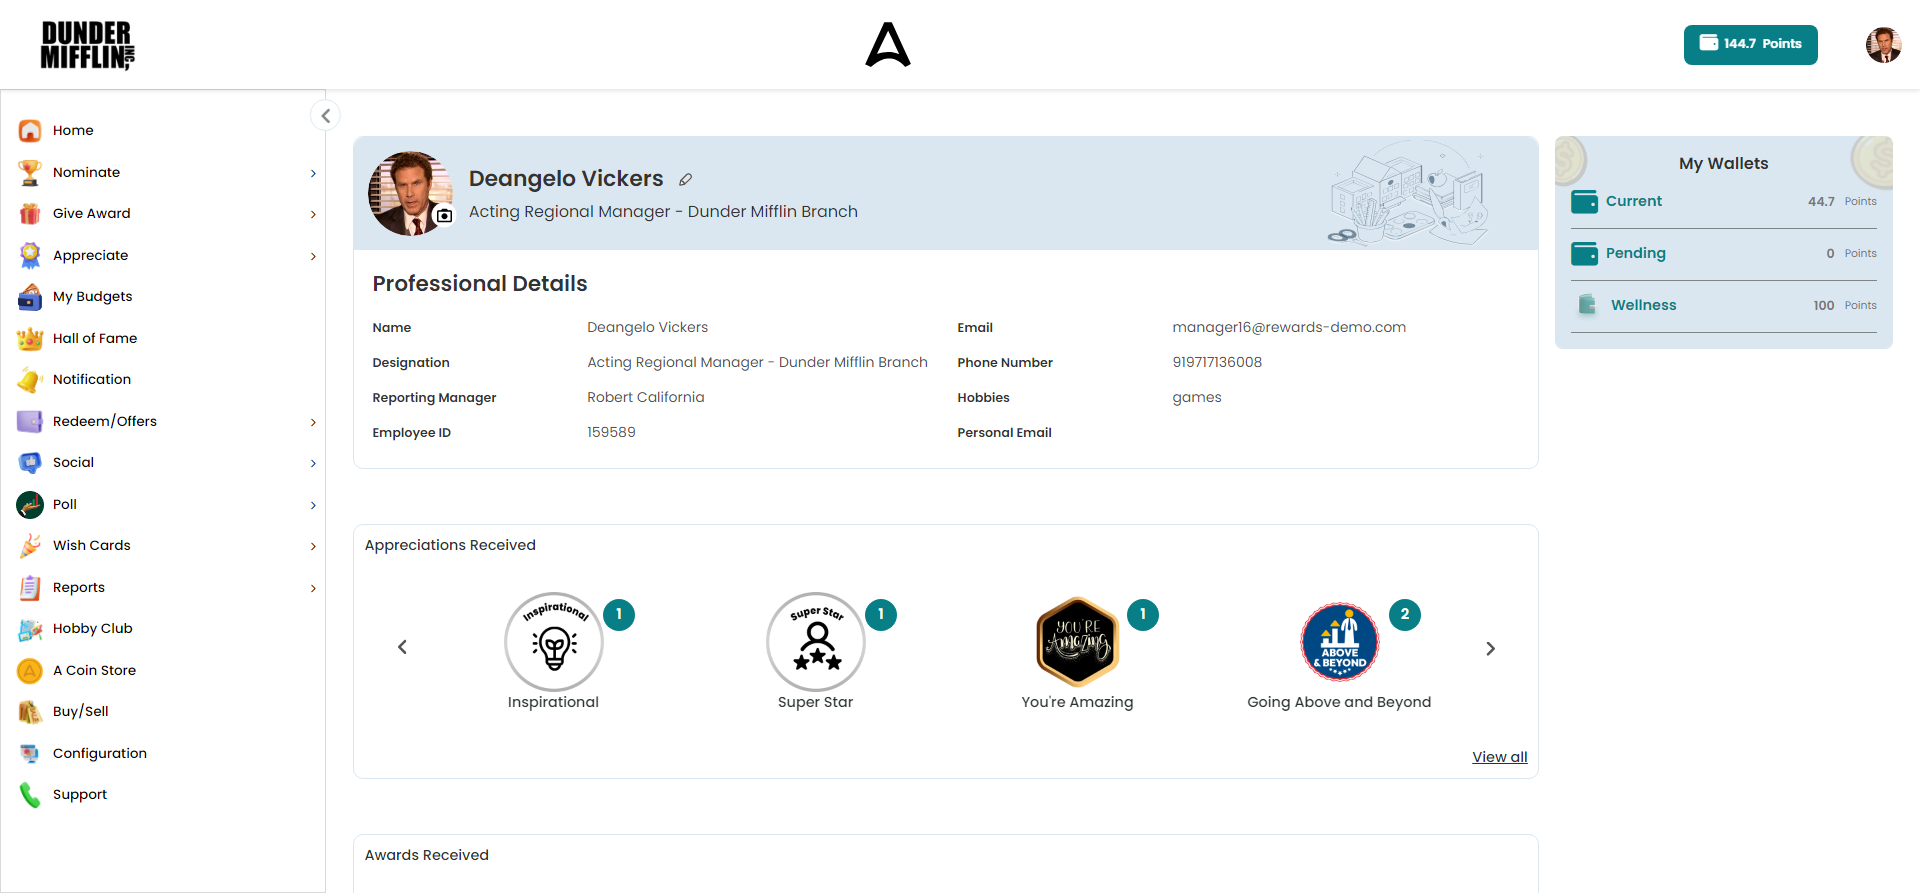 DUNDER
MIFFLIN INC,
144.7 Points
Home
Nominate
Give Award
Appreciate
My Budgets
Hall of Fame
Notification
Redeem/Offers
Social
Poll
Wish Cards
Reports
Hobby Club
A Coin Store
Buy/Sell
Configuration
Support
Deangelo Vickers
Acting Regional Manager - Dunder Mifflin Branch
Professional Details
Name Deangelo Vickers Email manager16@rewards-demo.com
Designation Acting Regional Manager - Dunder Mifflin Branch Phone Number 919717136008
Reporting Manager Robert California Hobbies games
Employee ID 159589 Personal Email
My Wallets
Current 44.7 Points
Pending 0 Points
Wellness 100 Points
Appreciations Received
Inspirational 1
Inspirational
Super Star 1
Super Star
YOU'RE Amazing 1
You're Amazing
ABOVE & BEYOND 2
Going Above and Beyond
View all
Awards Received